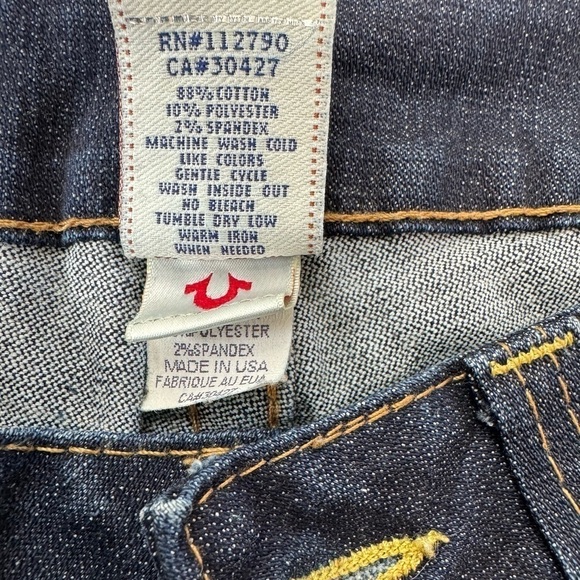 RN#112790
CA#30427
88% COTTON
10% POLYESTER
2% SPANDEX
MACHINE WASH COLD
LIKE COLORS
GENTLE CYCLE
WASH INSIDE OUT
NO BLEACH
TUMBLE DRY LOW
WARM IRON
WHEN NEEDED
%POLYESTER
2%SPANDEX
MADE IN USA
FABRIQUE AU EUA
CA#30427